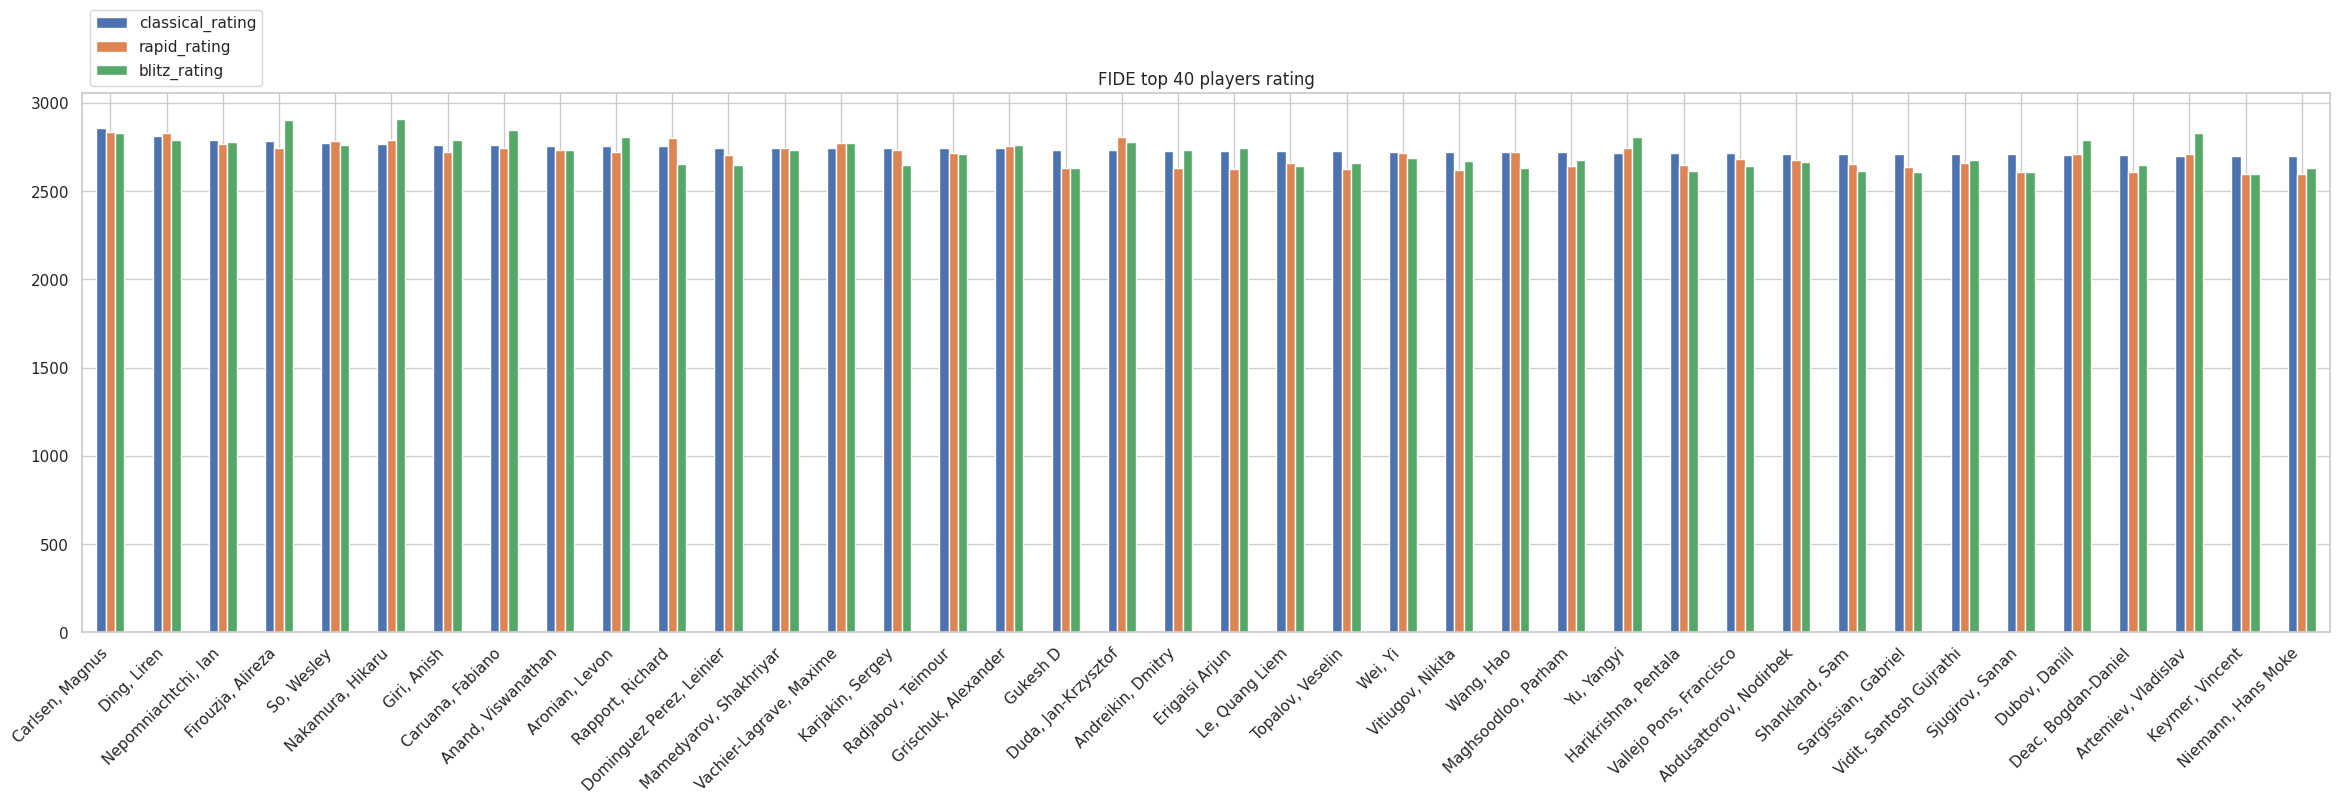 classical_rating
rapid_rating
blitz_rating
FIDE top 40 players rating
3000
2500
2000
1500
1000
500
0
Carlsen, Magnus
Ding, Liren
Nepomniachtchi, Ian
Firouzja, Alireza
So, Wesley
Nakamura, Hikaru
Giri, Anish
Caruana, Fabiano
Anand, Viswanathan
Aronian, Levon
Rapport, Richard
Dominguez Perez, Leinier
Mamedyarov, Shakhriyar
Vachier-Lagrave, Maxime
Karjakin, Sergey
Radjabov, Teimour
Grischuk, Alexander
Gukesh D
Duda, Jan-Krzysztof
Andreikin, Dmitry
Erigaisi Arjun
Le, Quang Liem
Topalov, Veselin
Wei, Yi
Vitiugov, Nikita
Wang, Hao
Maghsoodloo, Parham
Yu, Yangyi
Harikrishna, Pentala
Vallejo Pons, Francisco
Abdusattorov, Nodirbek
Shankland, Sam
Sargissian, Gabriel
Vidit, Santosh Gujrathi
Sjugirov, Sanan
Dubov, Daniil
Deac, Bogdan-Daniel
Artemiev, Vladislav
Keymer, Vincent
Niemann, Hans Moke